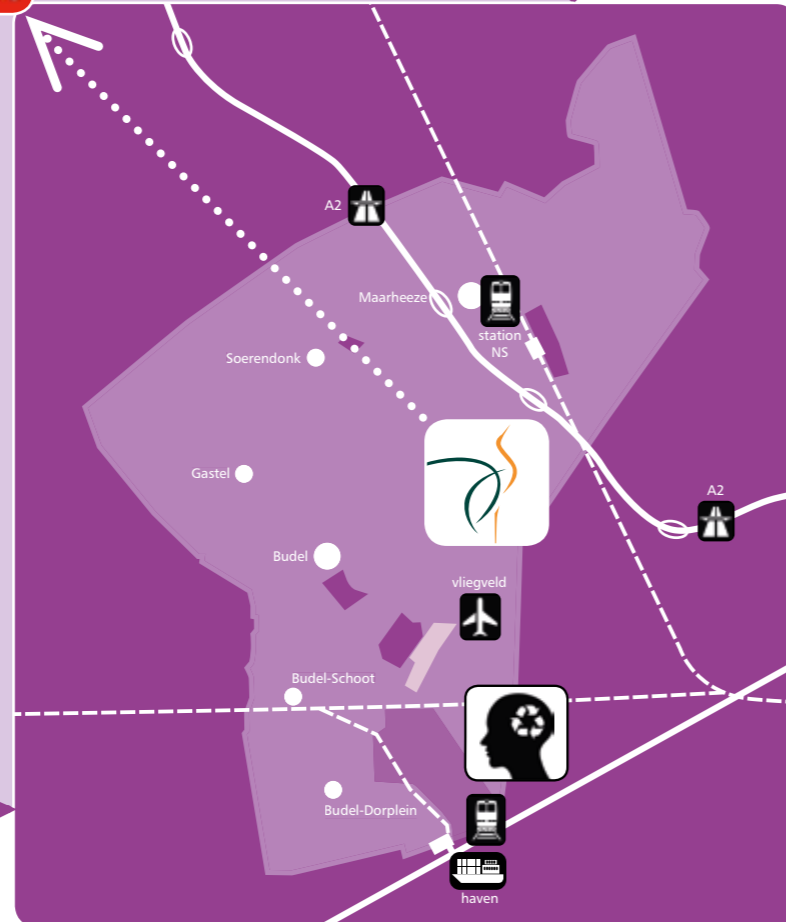 A2
Maarheeze
station
NS
Soerendonk
Gastel
A2
Budel
vliegveld
Budel-Schoot
Budel-Dorplein
haven